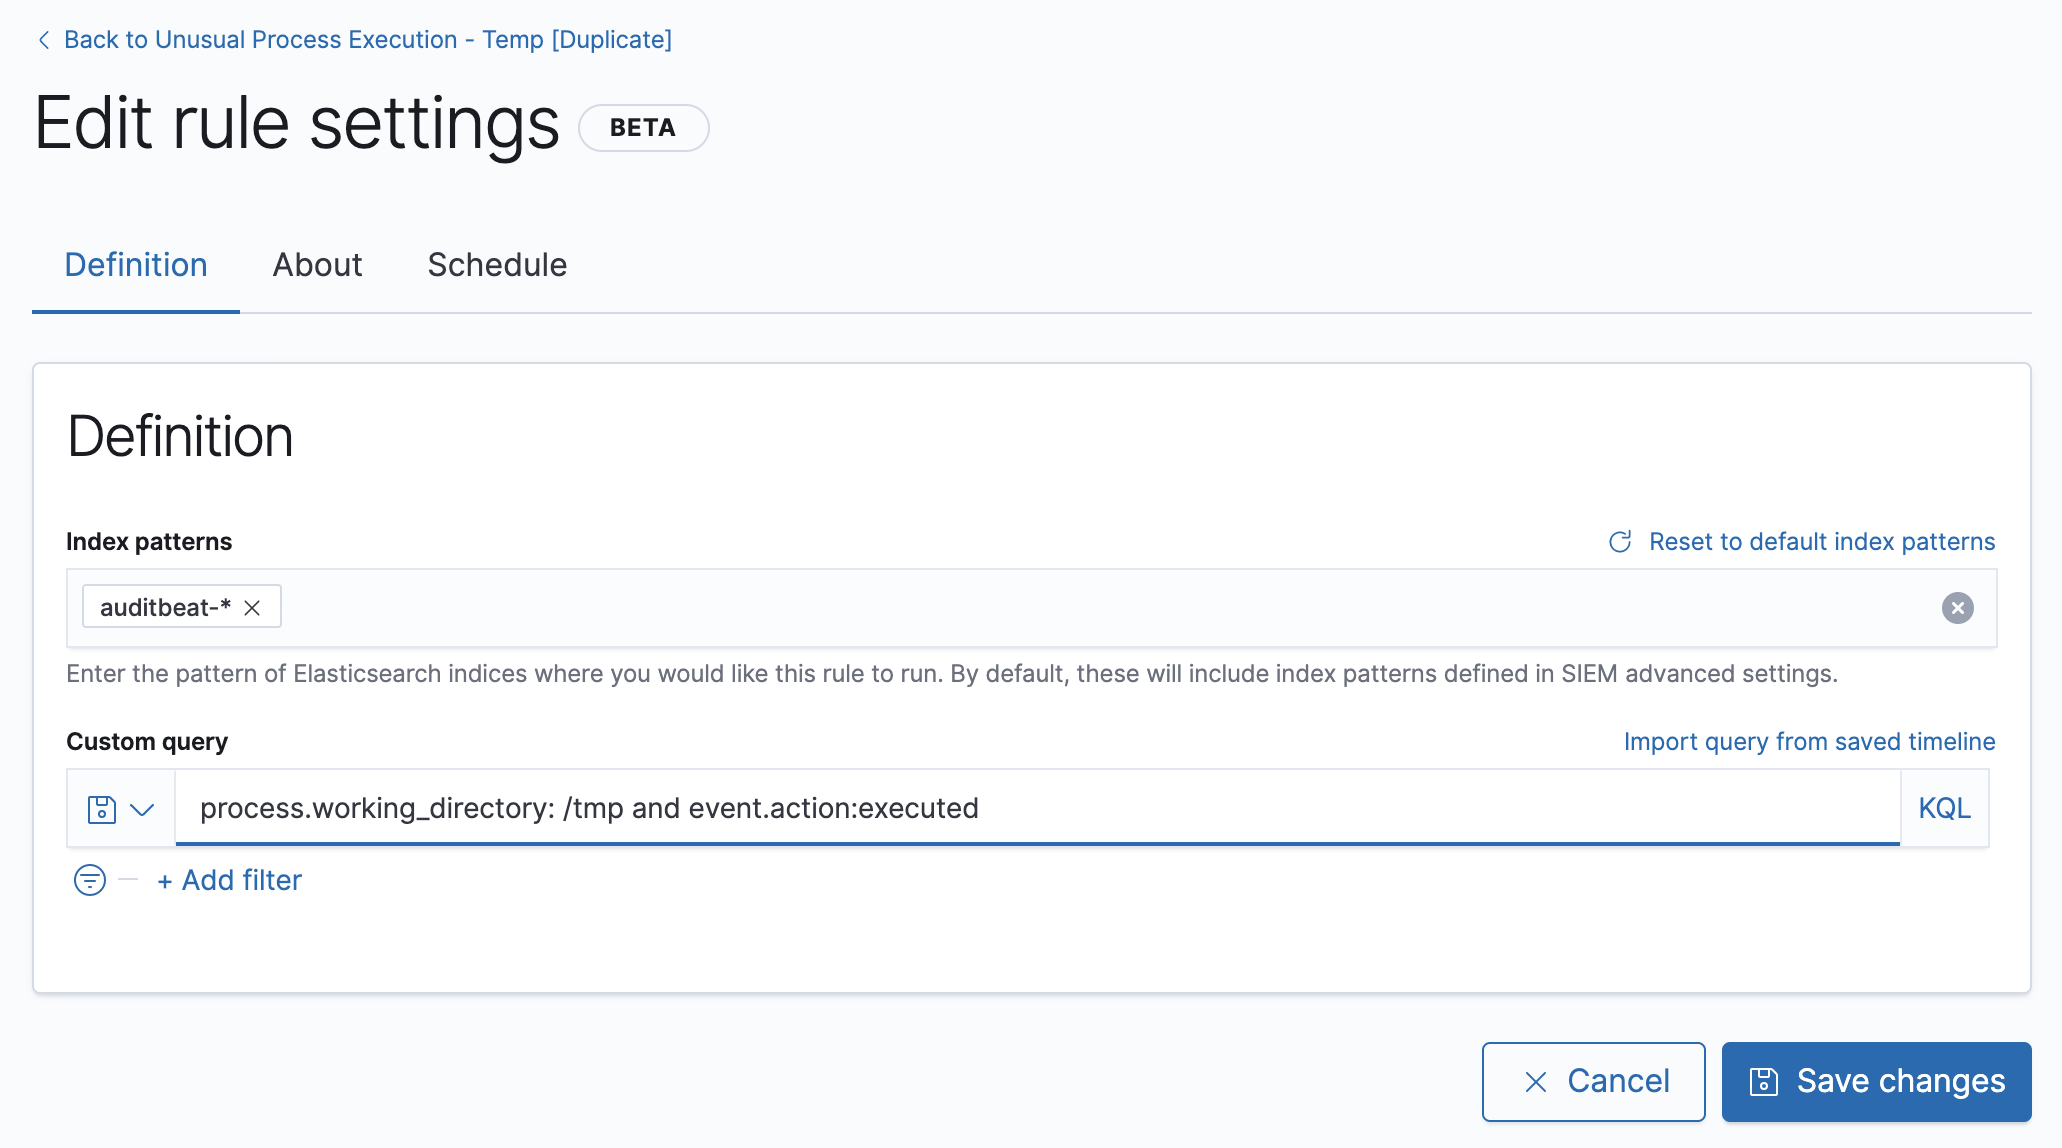 Back to Unusual Process Execution - Temp [Duplicate]
Edit rule settings BETA
Definition About Schedule
Definition
Index patterns Reset to default index patterns
auditbeat-*
Enter the pattern of Elasticsearch indices where you would like this rule to run. By default, these will include index patterns defined in SIEM advanced settings.
Custom query Import query from saved timeline
process.working_directory: /tmp and event.action:executed KQL
+ Add filter
Cancel Save changes